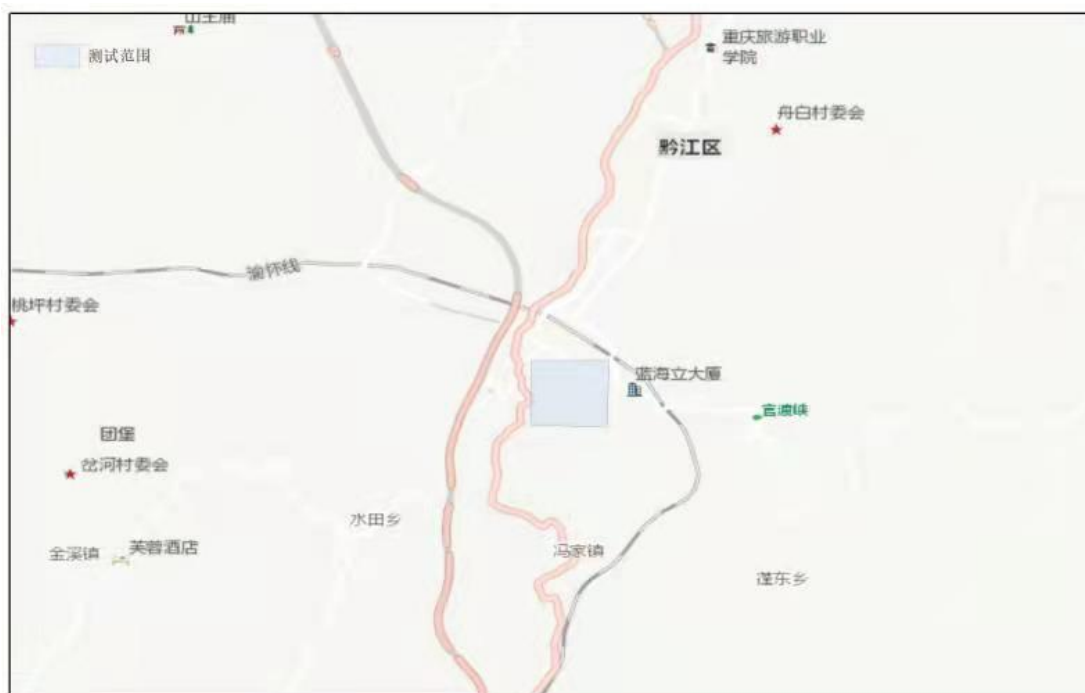 山王庙
重庆旅游职业
学院
测试范围
舟白村委会
黔江区
渝怀线
桃坪村委会
蓝海立大厦
官渡峡
团堡
岔河村委会
水田乡
金溪镇
芙蓉酒店
冯家镇
蓬东乡